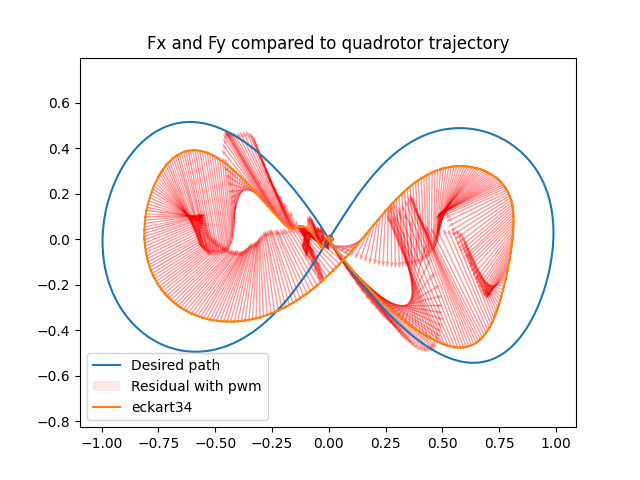 Fx and Fy compared to quadrotor trajectory
0.6
0.4
0.2
0.0
−0.2
−0.4
−0.6
−0.8
Desired path
Residual with pwm
eckart34
−1.00 −0.75 −0.50 −0.25 0.00 0.25 0.50 0.75 1.00